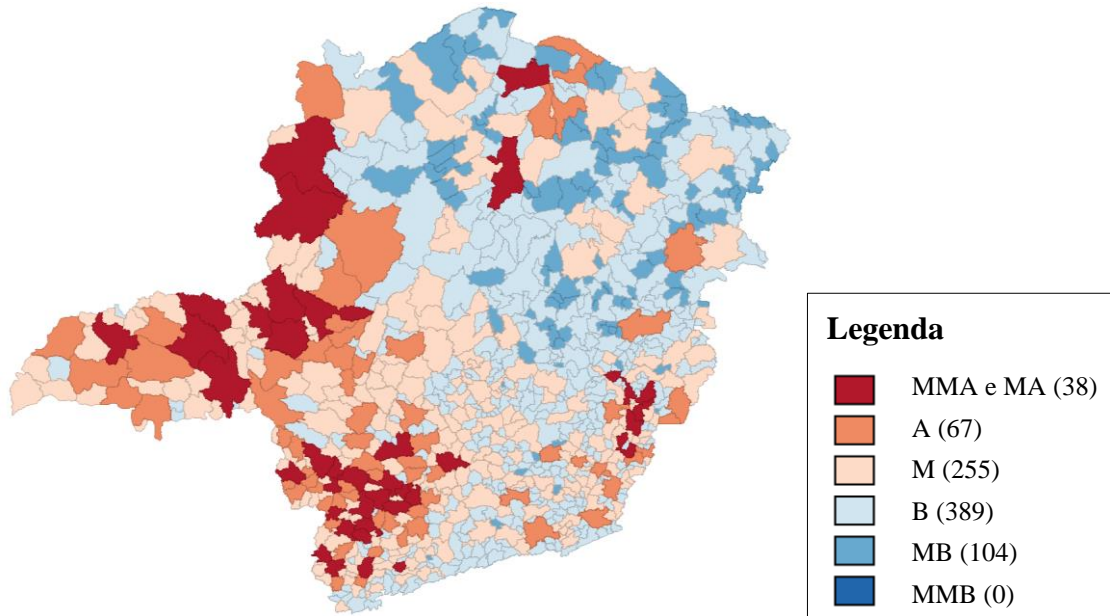 Legenda
MMA e MA (38)
A (67)
M (255)
B (389)
MB (104)
MMB (0)